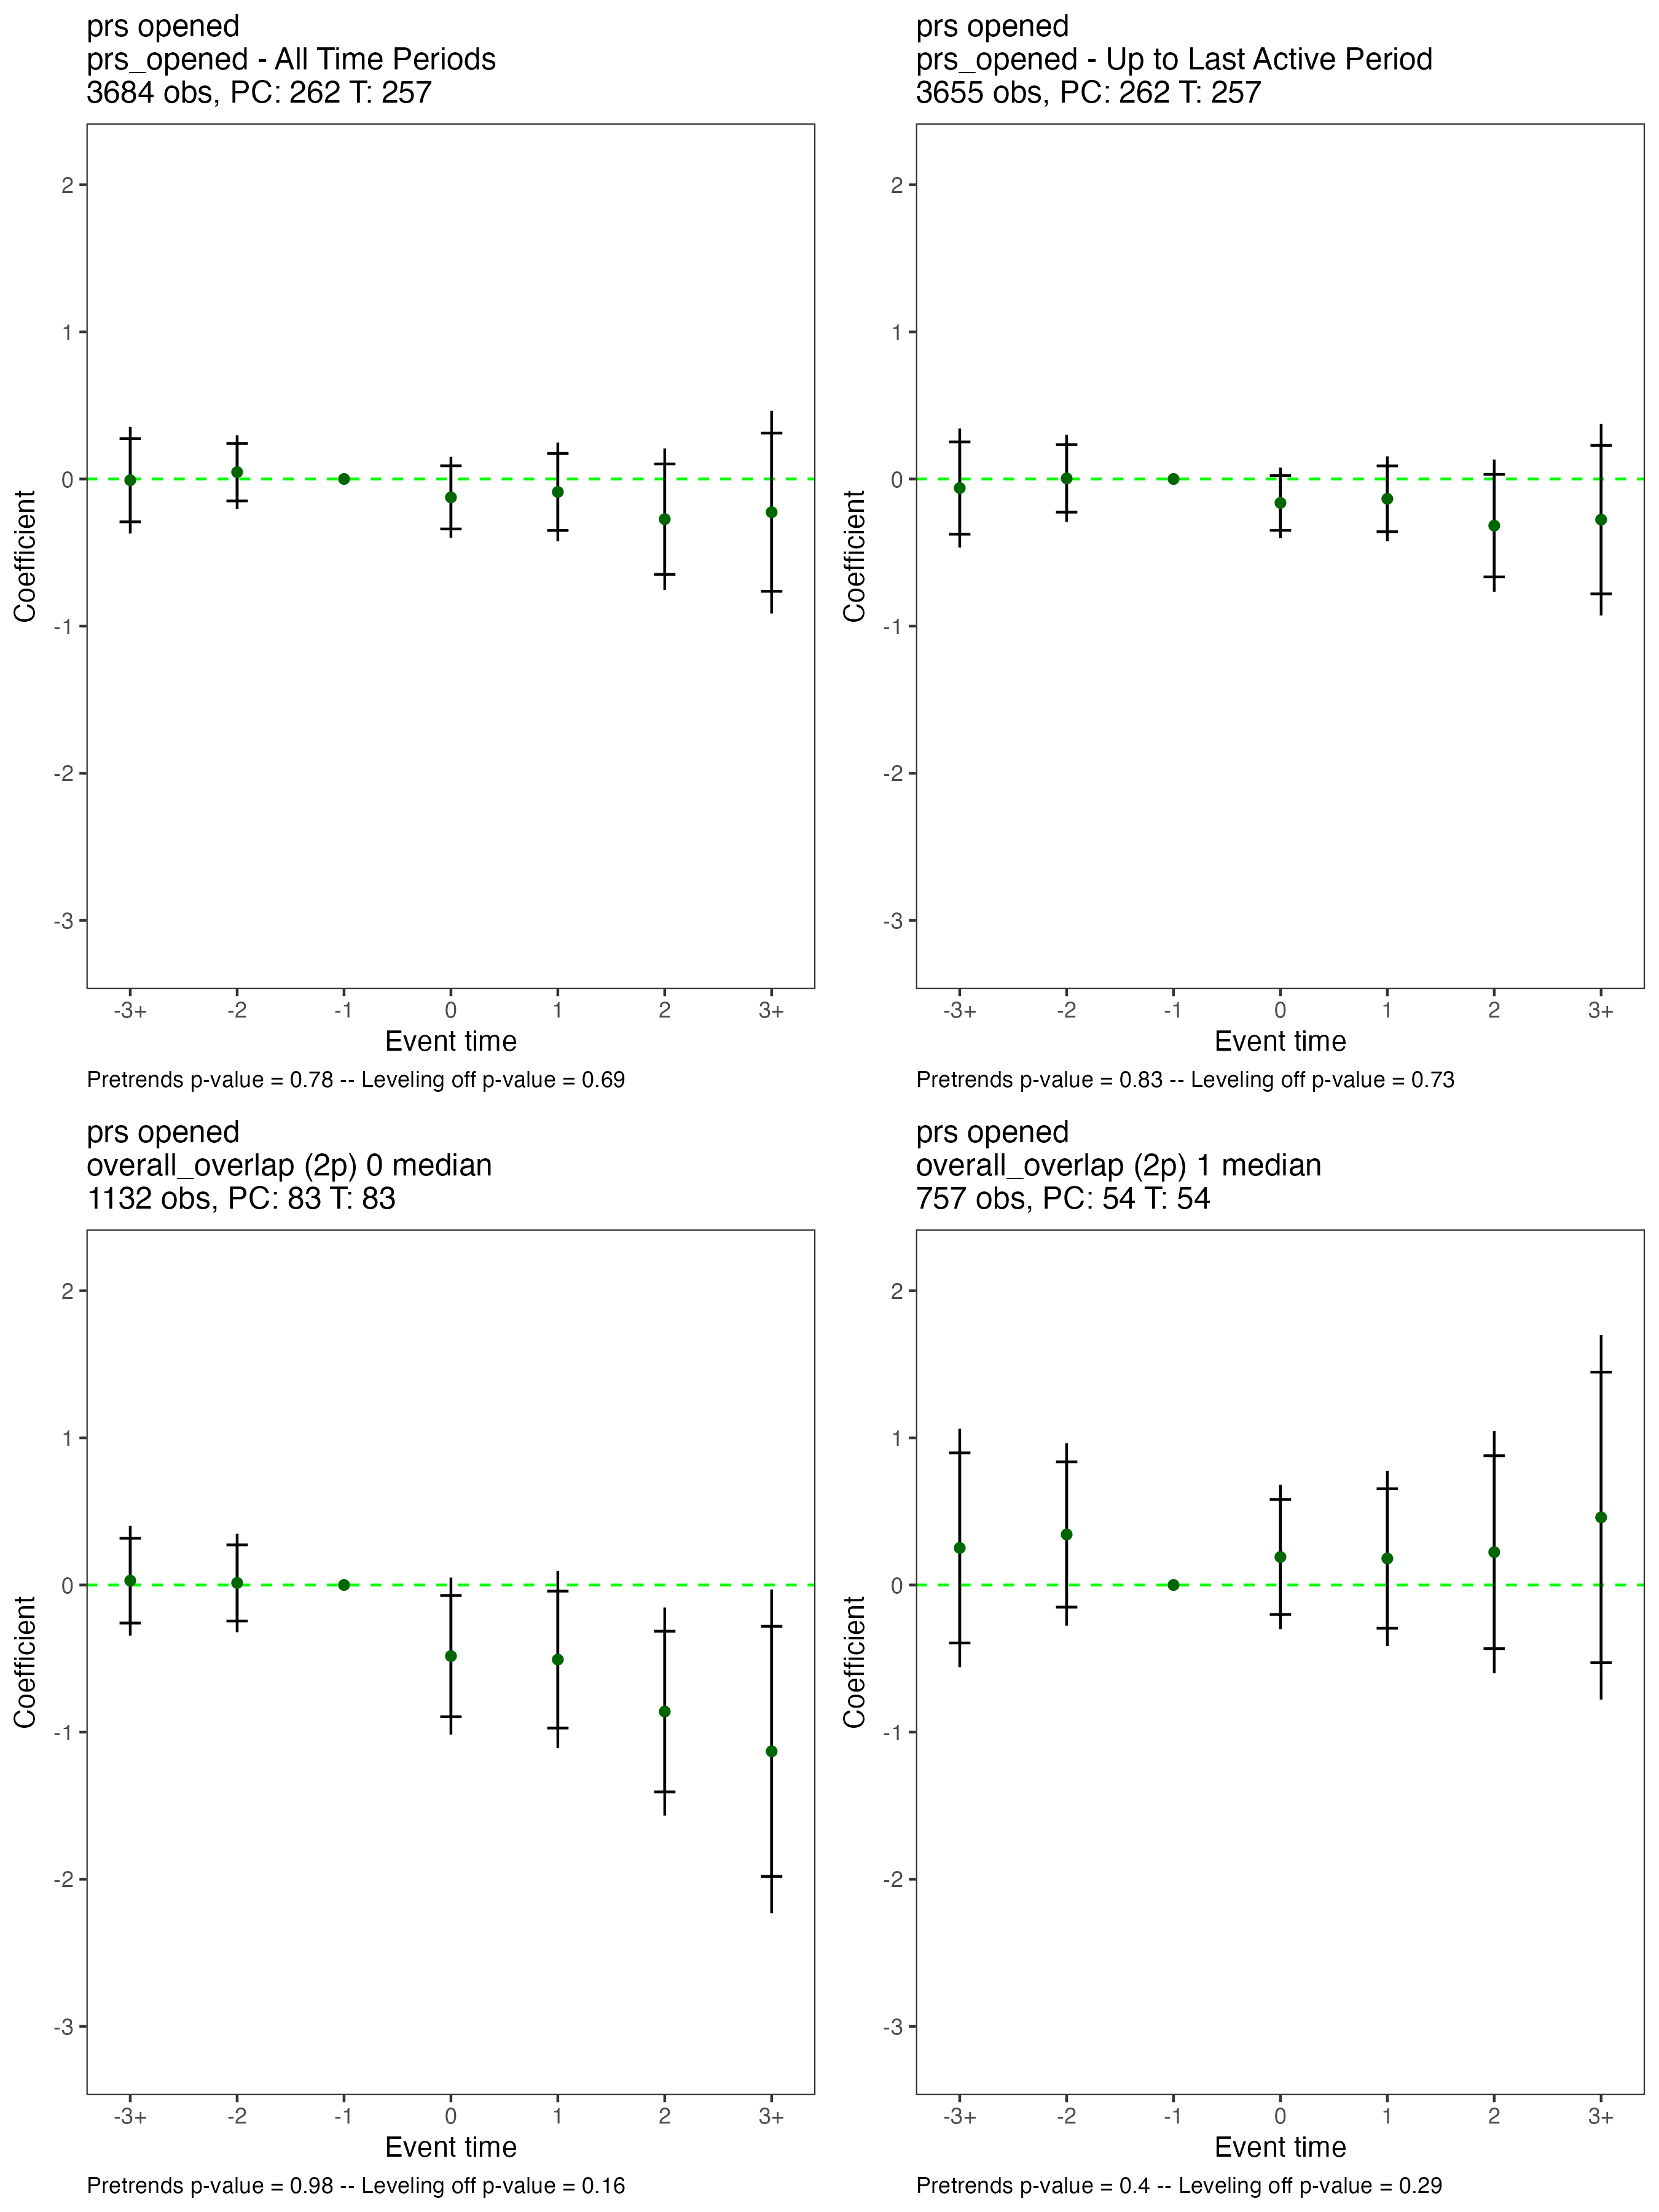 prs opened
prs_opened - All Time Periods
3684 obs, PC: 262 T: 257
2
1
0
-1
-2
-3
Coefficient
-3+ -2 -1 0 1 2 3+
Event time
Pretrends p-value = 0.78 -- Leveling off p-value = 0.69
prs opened
prs_opened - Up to Last Active Period
3655 obs, PC: 262 T: 257
2
1
0
-1
-2
-3
Coefficient
-3+ -2 -1 0 1 2 3+
Event time
Pretrends p-value = 0.83 -- Leveling off p-value = 0.73
prs opened
overall_overlap (2p) 0 median
1132 obs, PC: 83 T: 83
2
1
0
-1
-2
-3
Coefficient
-3+ -2 -1 0 1 2 3+
Event time
Pretrends p-value = 0.98 -- Leveling off p-value = 0.16
prs opened
overall_overlap (2p) 1 median
757 obs, PC: 54 T: 54
2
1
0
-1
-2
-3
Coefficient
-3+ -2 -1 0 1 2 3+
Event time
Pretrends p-value = 0.4 -- Leveling off p-value = 0.29